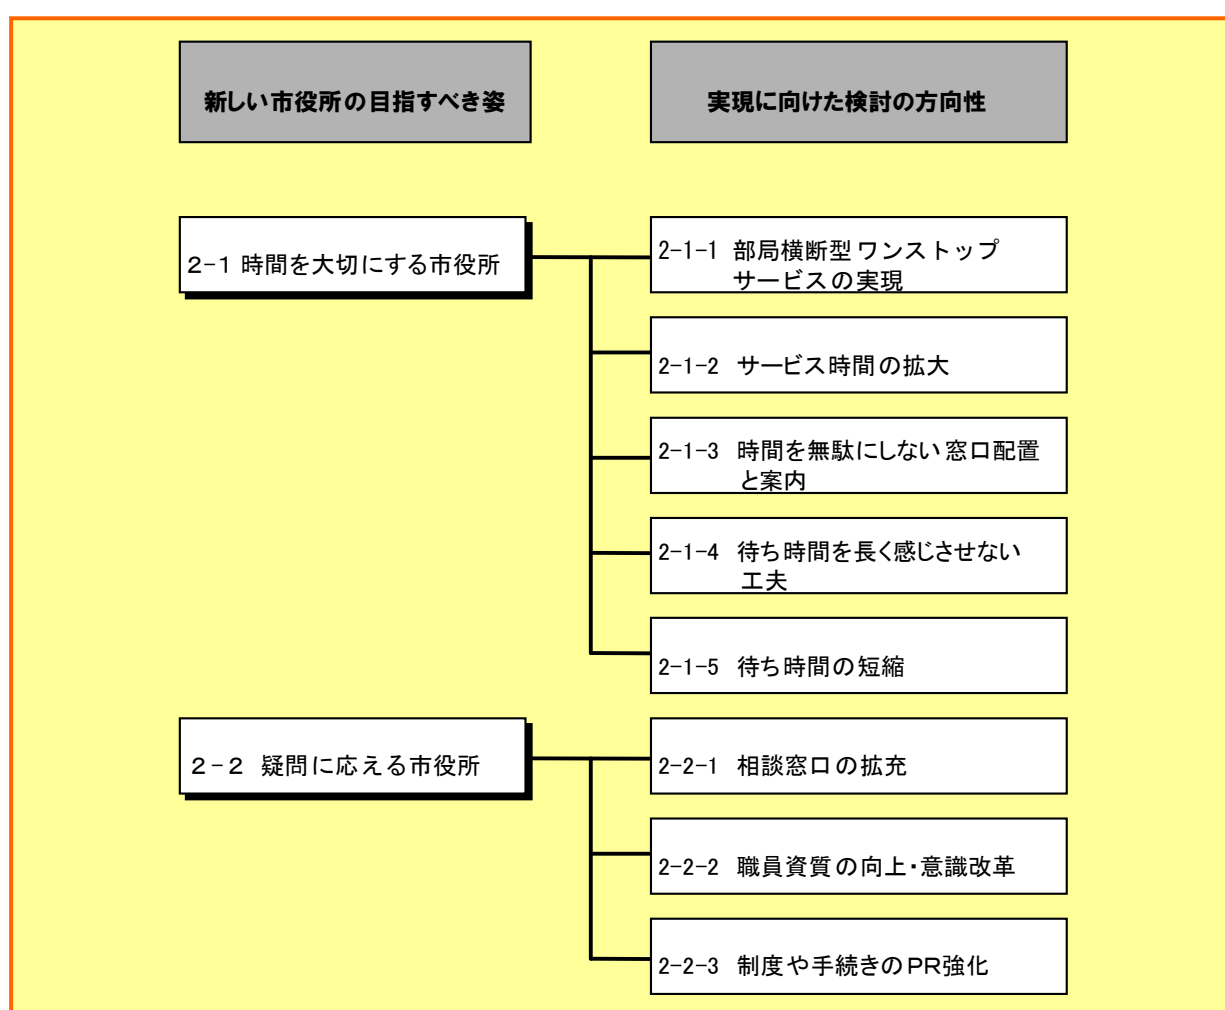 新しい市役所の目指すべき姿
実現に向けた検討の方向性
2-1 時間を大切にする市役所
2-1-1 部局横断型ワンストップ
サービスの実現
2-1-2 サービス時間の拡大
2-1-3 時間を無駄にしない窓口配置
と案内
2-1-4 待ち時間を長く感じさせない
工夫
2-1-5 待ち時間の短縮
2-2 疑問に応える市役所
2-2-1 相談窓口の拡充
2-2-2 職員資質の向上・意識改革
2-2-3 制度や手続きのPR強化